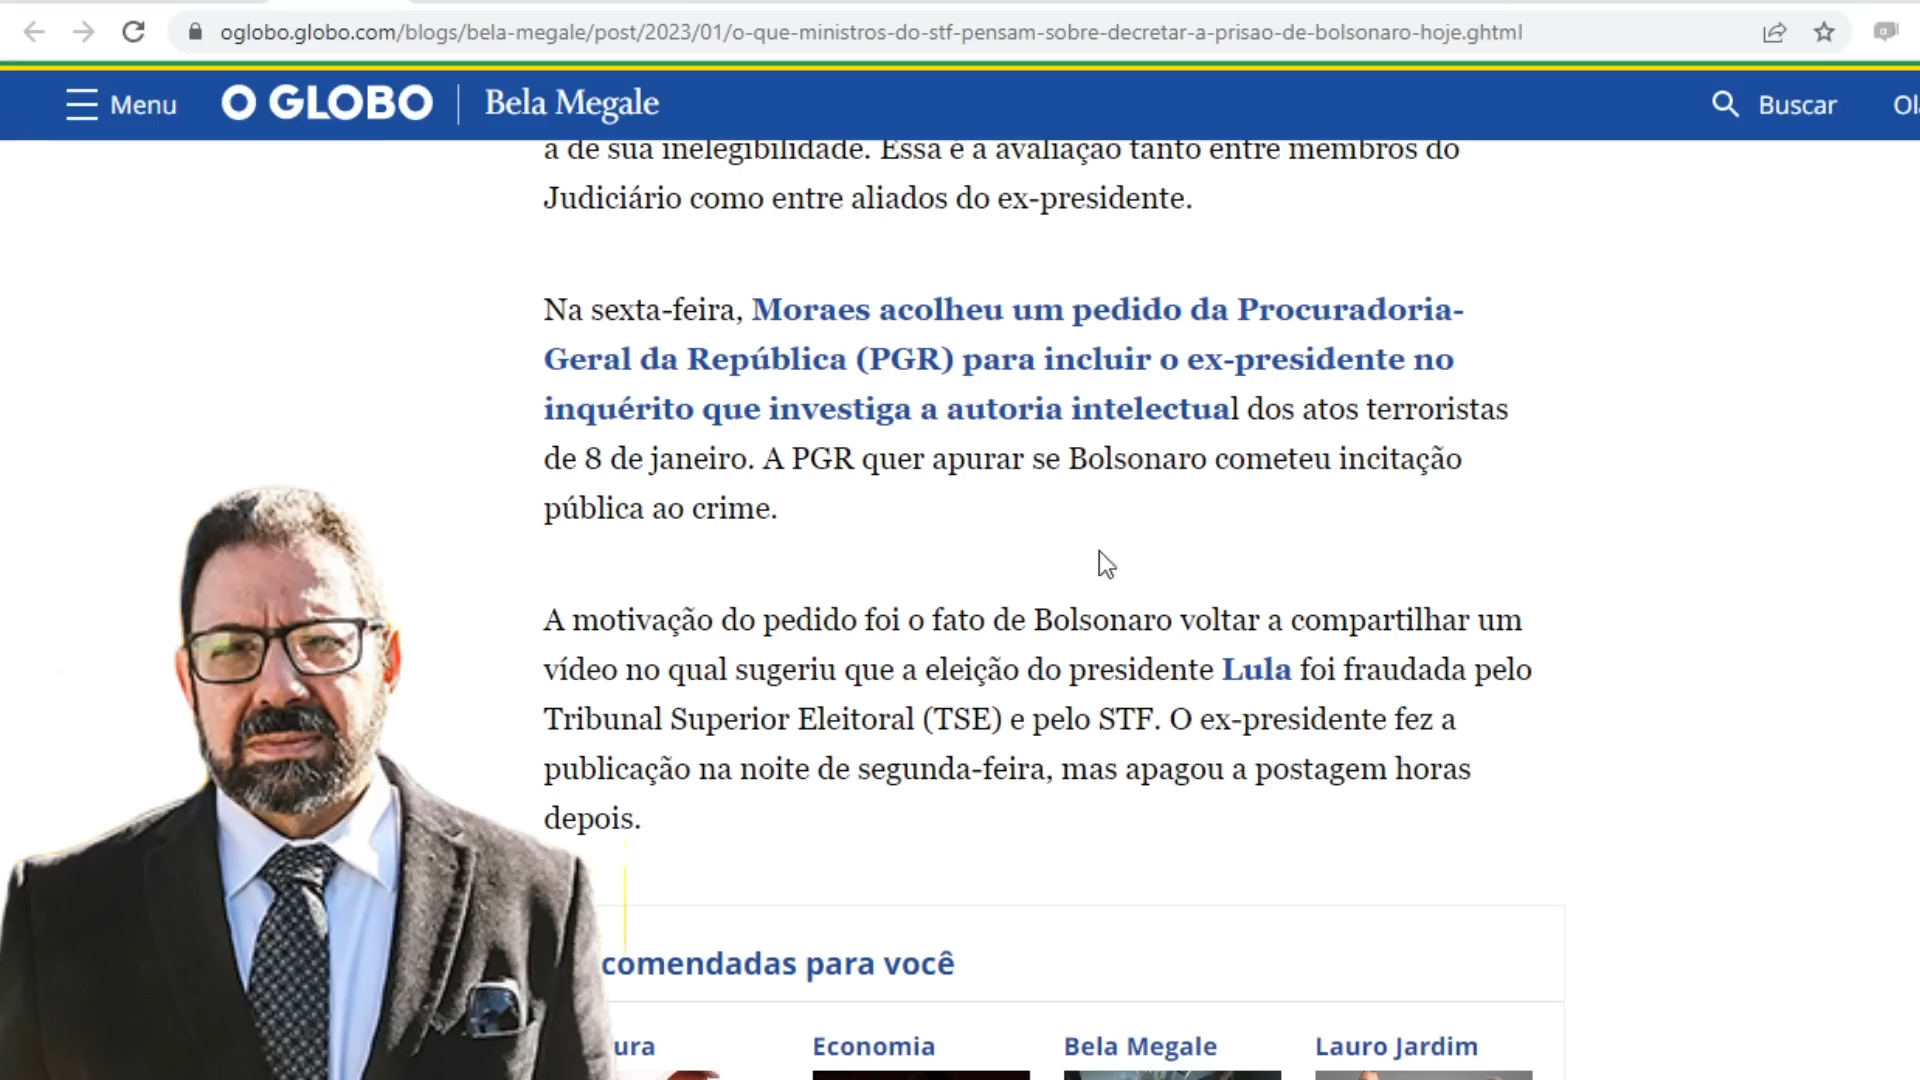 oglobo.globo.com/blogs/bela-megale/post/2023/01/o-que-ministros-do-stf-pensam-sobre-decretar-a-prisao-de-bolsonaro-hoje.ghtml
Menu O GLOBO Bela Megale Buscar
a de sua inelegibilidade. Essa é a avaliação tanto entre membros do
Judiciário como entre aliados do ex-presidente.
Na sexta-feira, Moraes acolheu um pedido da Procuradoria-
Geral da República (PGR) para incluir o ex-presidente no
inquérito que investiga a autoria intelectual dos atos terroristas
de 8 de janeiro. A PGR quer apurar se Bolsonaro cometeu incitação
pública ao crime.
A motivação do pedido foi o fato de Bolsonaro voltar a compartilhar um
vídeo no qual sugeriu que a eleição do presidente Lula foi fraudada pelo
Tribunal Superior Eleitoral (TSE) e pelo STF. O ex-presidente fez a
publicação na noite de segunda-feira, mas apagou a postagem horas
depois.
comendadas para você
ura Economia Bela Megale Lauro Jardim